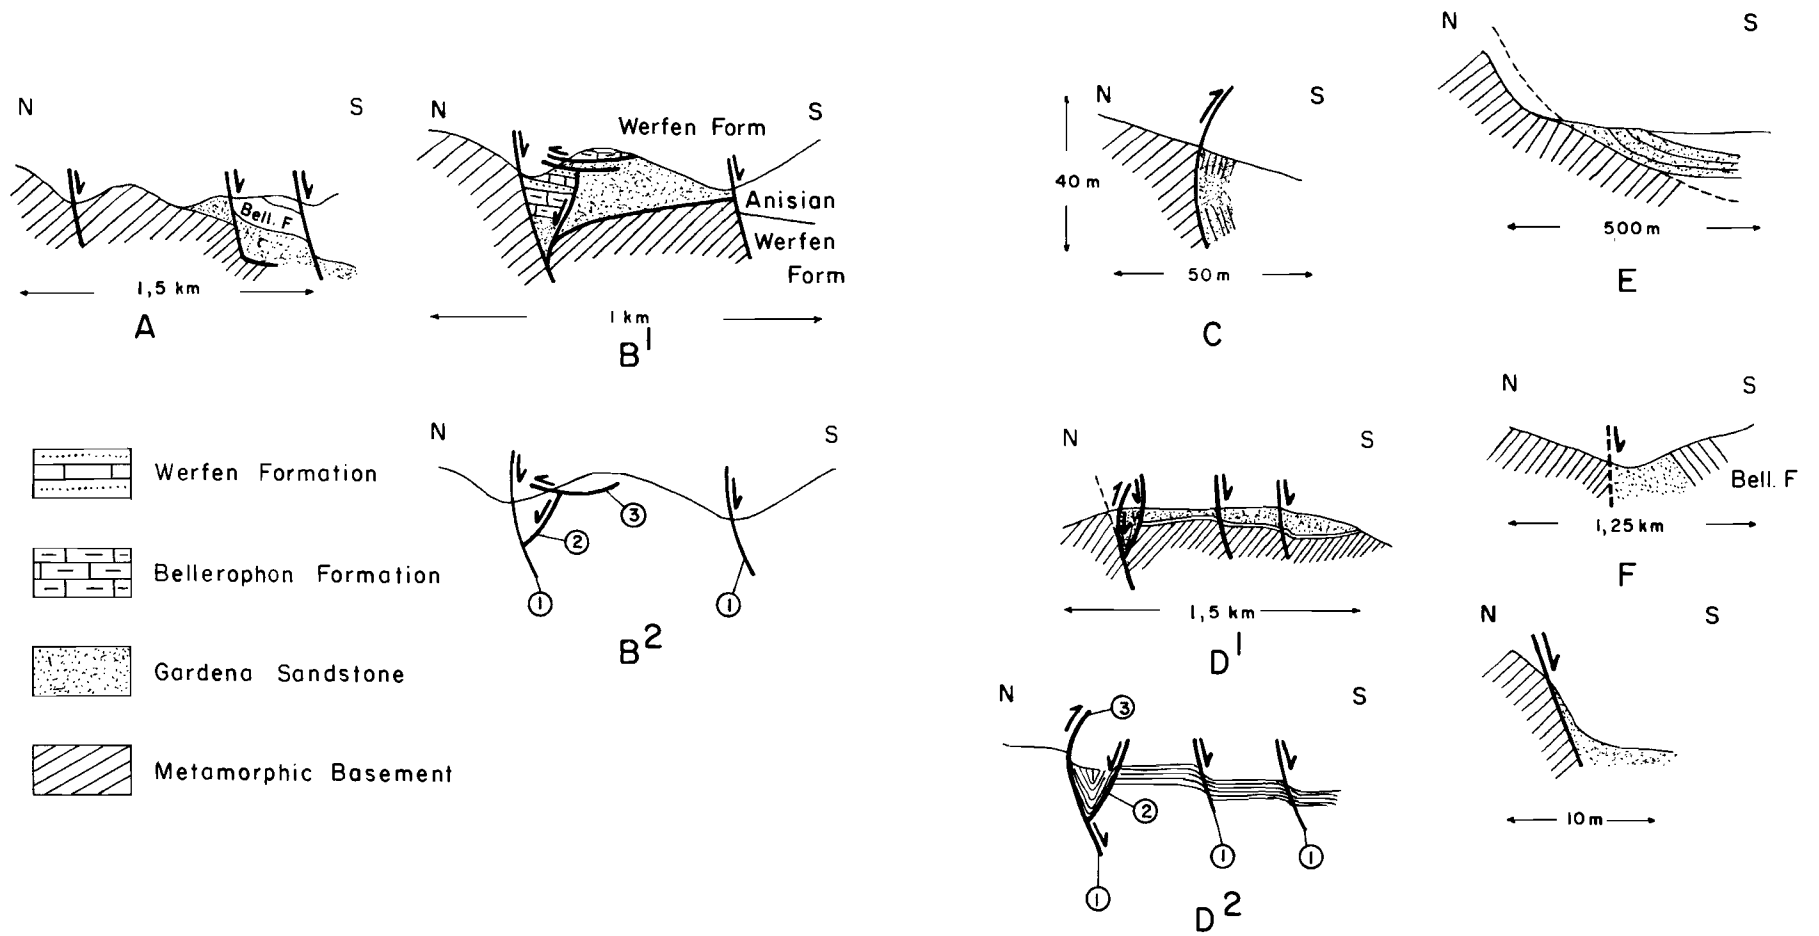 N S
1,5 km
A
N S
Werfen Form
Anisian
Werfen
Form
Bell. F
1 km
B1
N S
40 m
50 m
C
N S
500 m
E
N S
Bell. F
1,25 km
F
N S
1
2
3
1
B2
Werfen Formation
Bellerophon Formation
Gardena Sandstone
Metamorphic Basement
N S
1,5 km
D1
N S
3
2
1
1
1
D2
N S
10 m